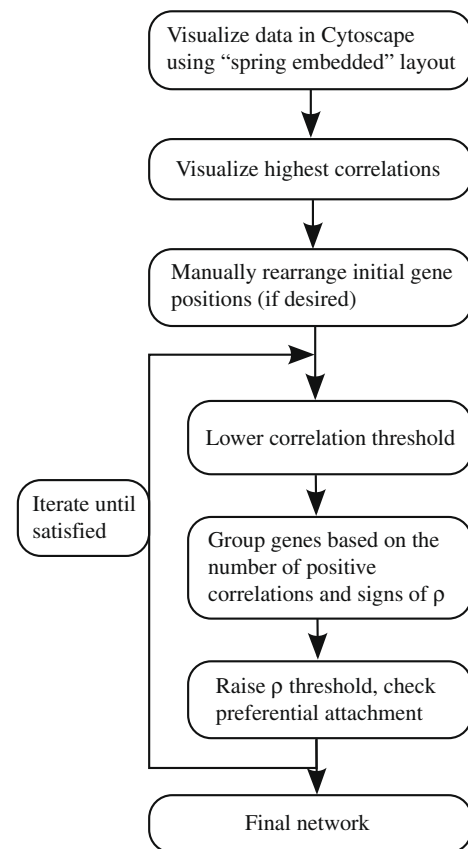 Visualize data in Cytoscape
using “spring embedded” layout
Visualize highest correlations
Manually rearrange initial gene
positions (if desired)
Lower correlation threshold
Iterate until
satisfied
Group genes based on the
number of positive
correlations and signs of ρ
Raise ρ threshold, check
preferential attachment
Final network